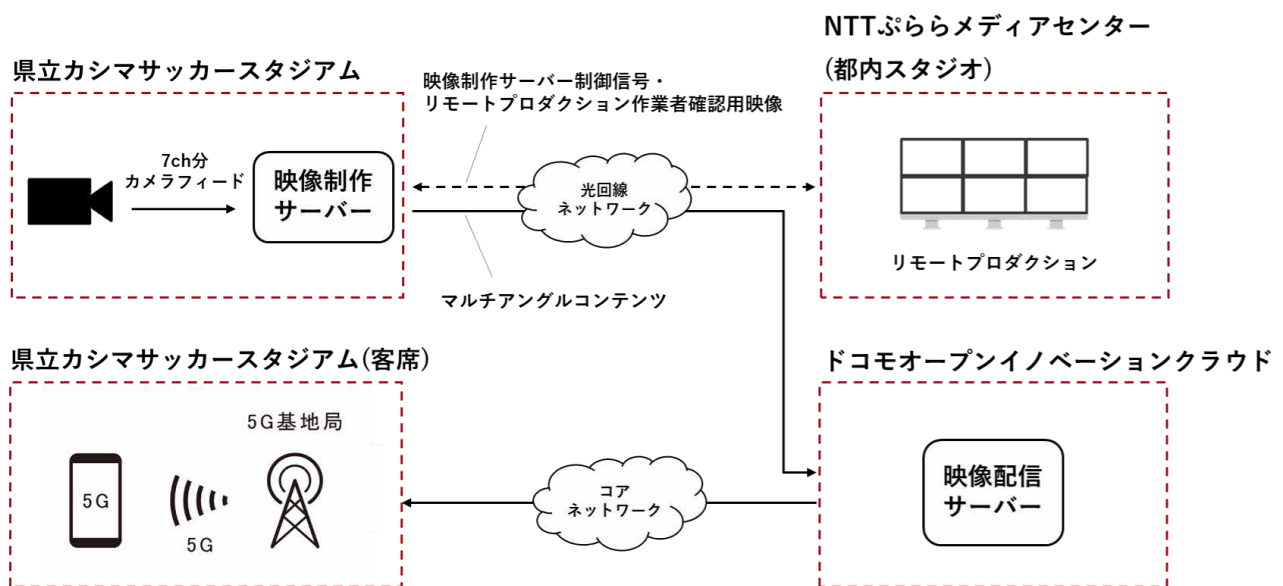 NTTぷららメディアセンター
(都内スタジオ)
県立カシマサッカースタジアム
映像制作サーバー制御信号・
リモートプロダクション作業者確認用映像
7ch分
カメラフィード
映像制作
サーバー
光回線
ネットワーク
リモートプロダクション
マルチアングルコンテンツ
県立カシマサッカースタジアム(客席)
ドコモオープンイノベーションクラウド
5G基地局
5G
5G
コア
ネットワーク
映像配信
サーバー